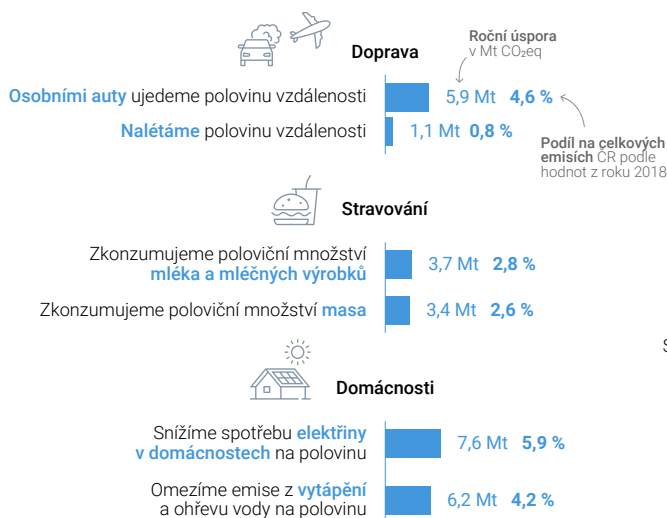 Doprava
Roční úspora
v Mt CO₂eq
Osobními auty ujedeme polovinu vzdálenosti
5,9 Mt 4,6 %
Nalétáme polovinu vzdálenosti
1,1 Mt 0,8 %
Podíl na celkových
emisích ČR podle
hodnot z roku 2018
Stravování
Zkonzumujeme poloviční množství
mléka a mléčných výrobků
3,7 Mt 2,8 %
Zkonzumujeme poloviční množství masa
3,4 Mt 2,6 %
S
Domácnosti
Snížíme spotřebu elektřiny
v domácnostech na polovinu
7,6 Mt 5,9 %
Omezíme emise z vytápění
a ohřevu vody na polovinu
6,2 Mt 4,2 %